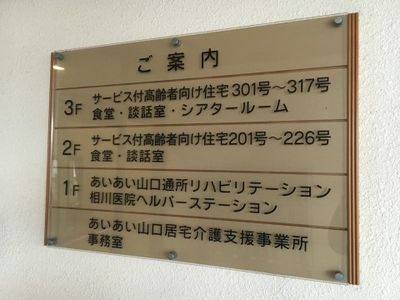 ご案内
3F サービス付高齢者向け住宅301号～317号
食堂・談話室・シアタールーム
2F サービス付高齢者向け住宅201号～226号
食堂・談話室
1F あいあい山口通所リハビリテーション
相川医院ヘルパーステーション
あいあい山口居宅介護支援事業所
事務室